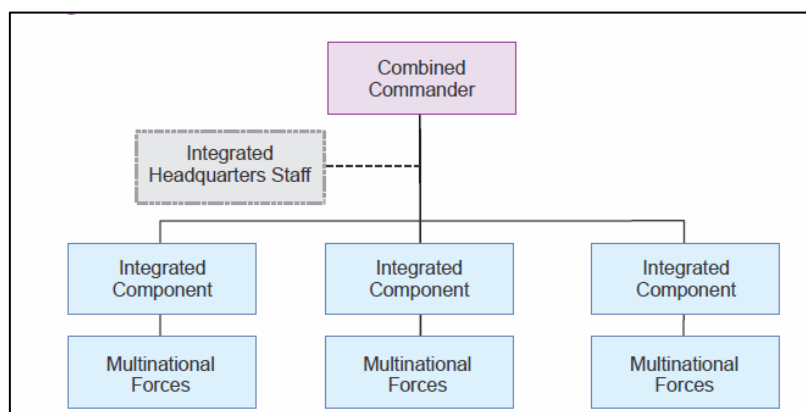 Combined
Commander
Integrated
Headquarters Staff
Integrated
Component
Integrated
Component
Integrated
Component
Multinational
Forces
Multinational
Forces
Multinational
Forces